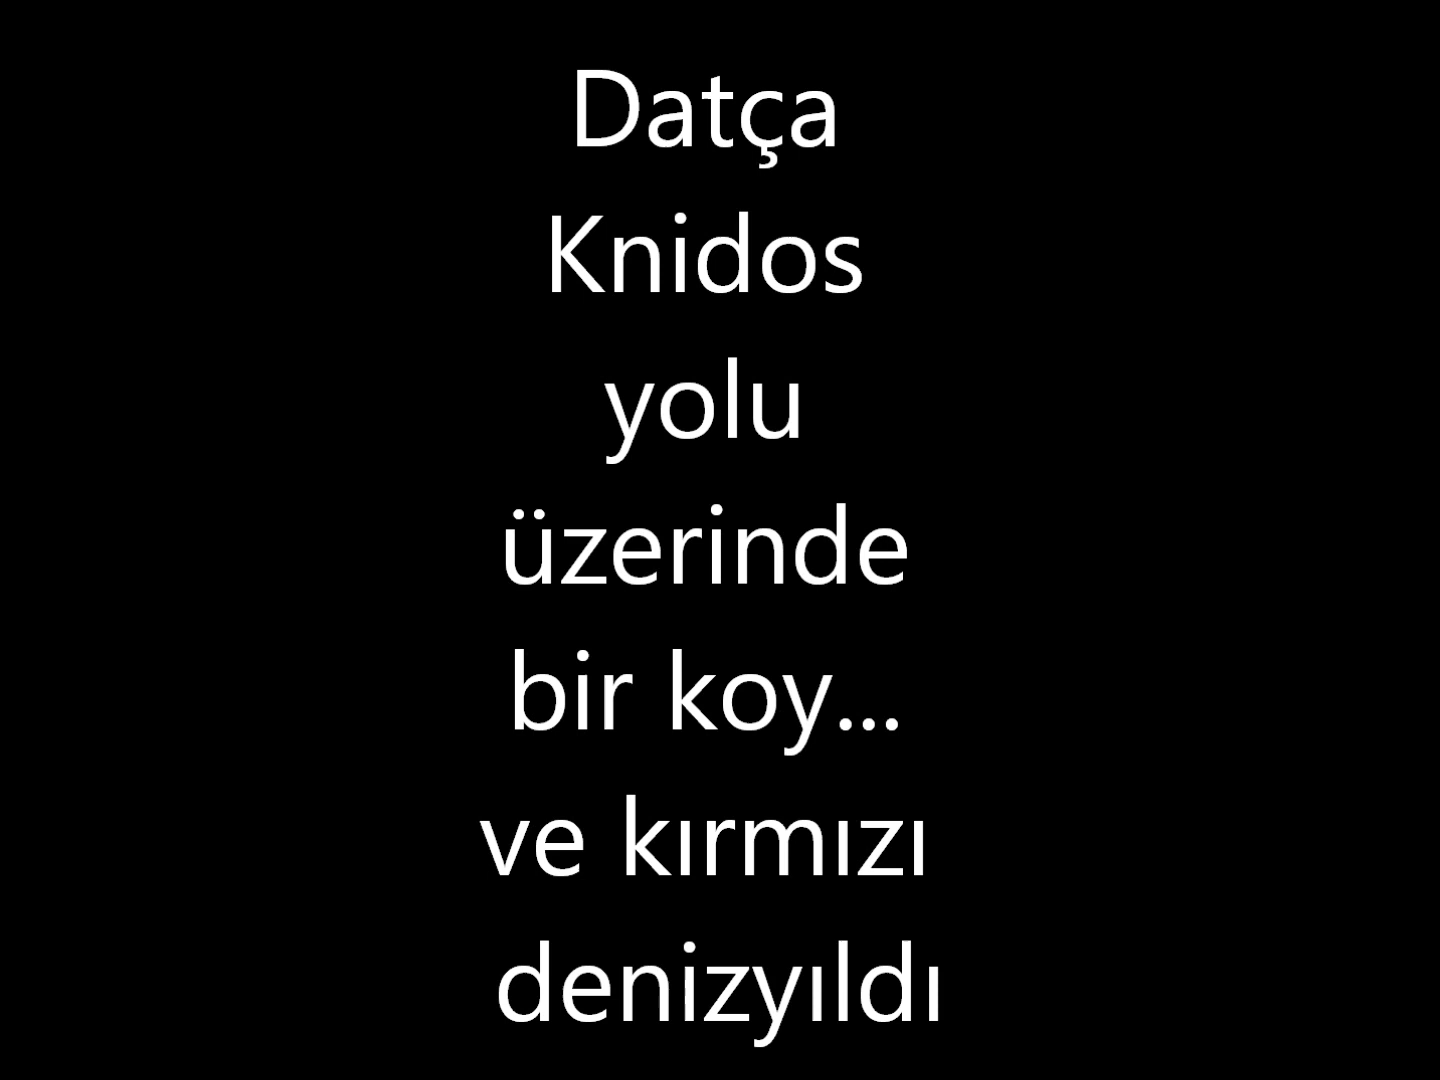 Datça
Knidos
yolu
üzerinde
bir koy...
ve kırmızı
denizyıldı